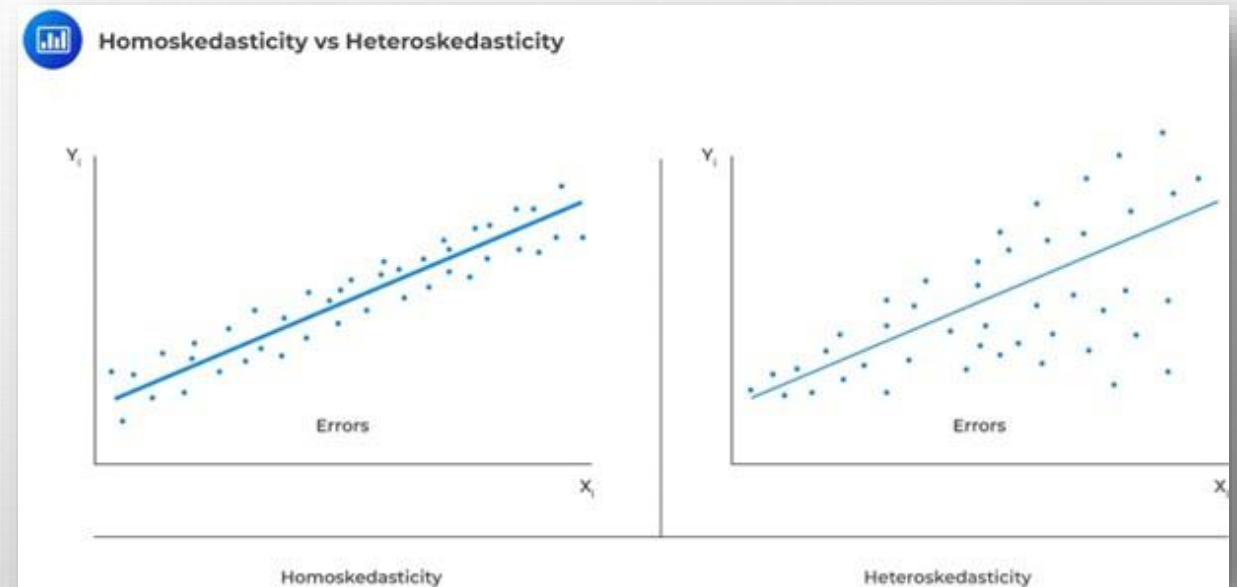 Homoskedasticity vs Heteroskedasticity
Yᵢ
Errors
Xᵢ
Yᵢ
Errors
Xᵢ
Homoskedasticity
Heteroskedasticity